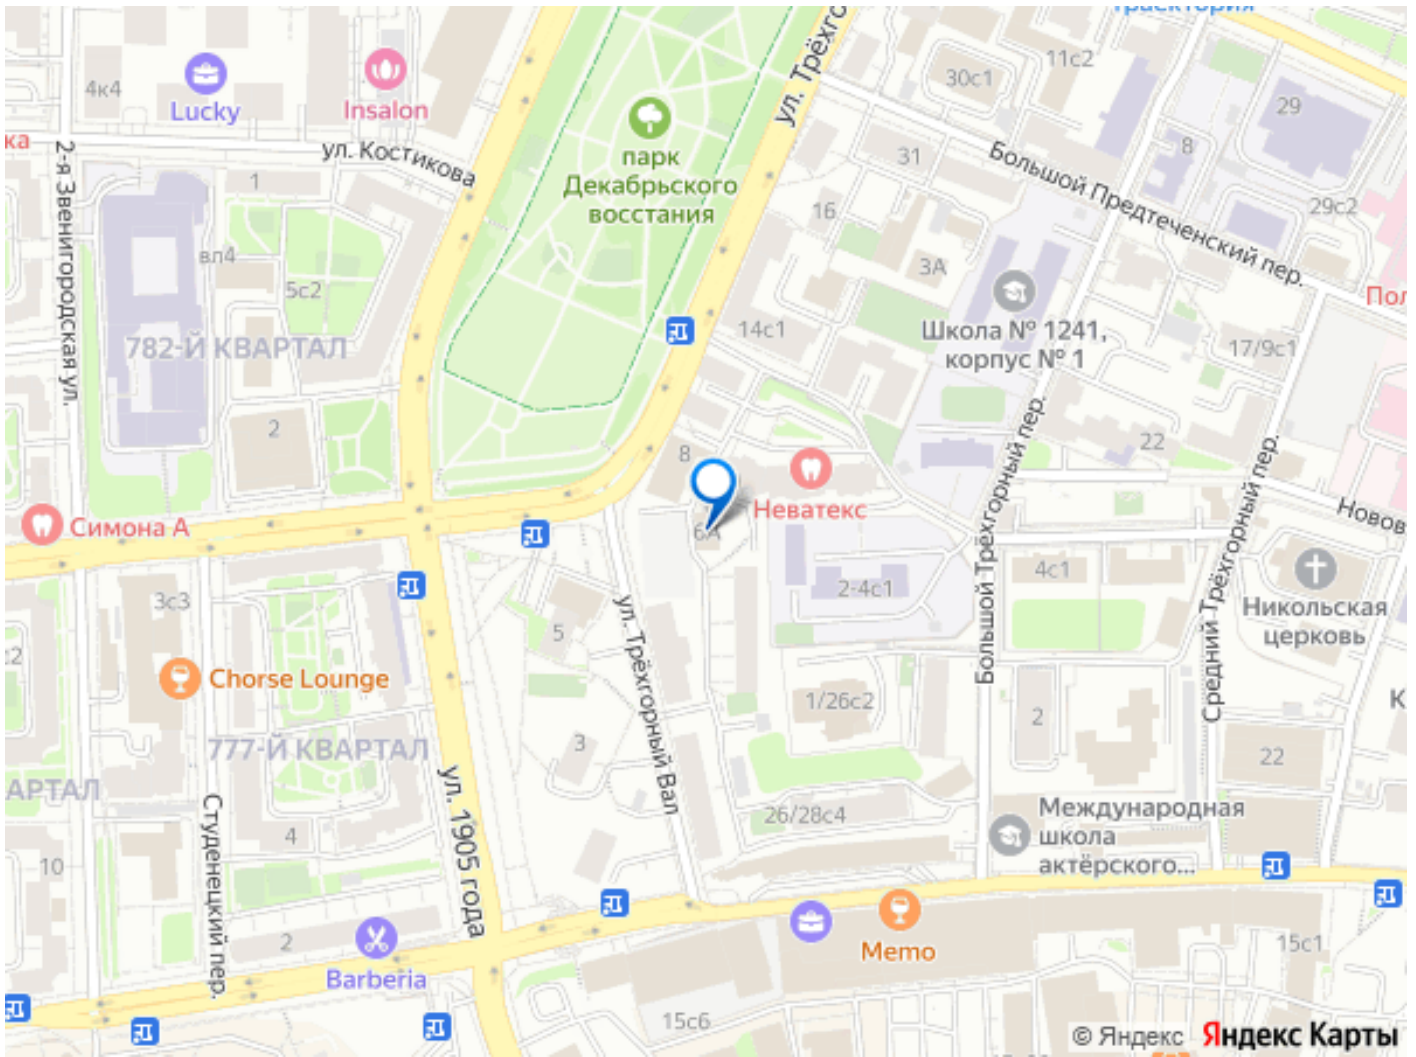 Траектория
ул. Трёхго
11с2
30с1
4к4
Lucky
Insalon
29
ка
ул. Костикова
парк
Декабрьского
восстания
31
Большой Предтеченский пер.
8
2-я Звенигородская ул.
1
16
29с2
вл4
3А
5с2
Пол
Школа № 1241,
корпус № 1
14с1
17/9с1
782-Й КВАРТАЛ
2
22
8
Большой Трёхгорный пер.
Средний Трёхгорный пер.
Неватекс
Симона А
6А
Новов
4с1
2-4с1
Никольская
церковь
3с3
5
ул. Трёхгорный Вал
с2
Chorse Lounge
1/26с2
2
К
777-Й КВАРТАЛ
3
22
АРТАЛ
ул. 1905 года
Студенецкий пер.
26/28с4
Международная
школа
актёрского...
4
10
2
Barberia
Memo
15с1
15с6
© Яндекс Яндекс Карты